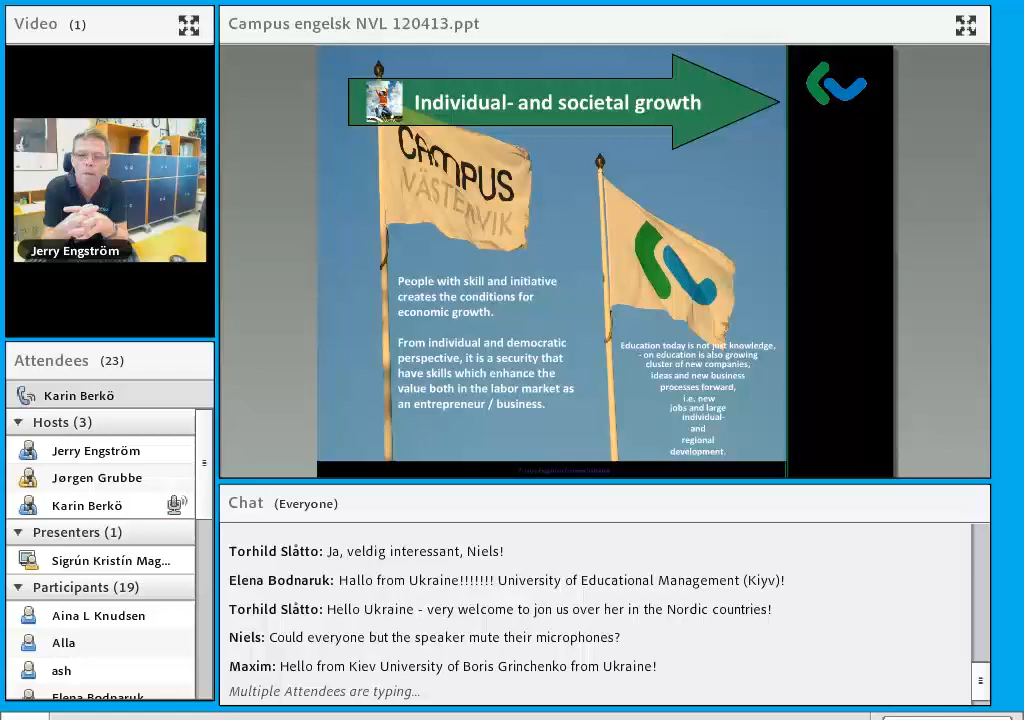 Video (1)
Jerry Engström
Attendees (23)
Karin Berkö
Hosts (3)
Jerry Engström
Jørgen Grubbe
Karin Berkö
Presenters (1)
Sigrún Kristín Mag...
Participants (19)
Aina L Knudsen
Alla
ash
Elena Bodnaruk
Campus engelsk NVL 120413.ppt
Individual- and societal growth
CAMPUS
VÄSTERVIK
People with skill and initiative
creates the conditions for
economic growth.
From individual and democratic
perspective, it is a security that
have skills which enhance the
value both in the labor market as
an entrepreneur / business.
Education today is not just knowledge,
- on education is also growing
cluster of new companies,
ideas and new business
processes forward,
i.e. new
jobs and large
individual-
and
regional
development.
Chat (Everyone)
Torhild Slåtto: Ja, veldig interessant, Niels!
Elena Bodnaruk: Hallo from Ukraine!!!!!!! University of Educational Management (Kiyv)!
Torhild Slåtto: Hello Ukraine - very welcome to jon us over her in the Nordic countries!
Niels: Could everyone but the speaker mute their microphones?
Maxim: Hello from Kiev University of Boris Grinchenko from Ukraine!
Multiple Attendees are typing...